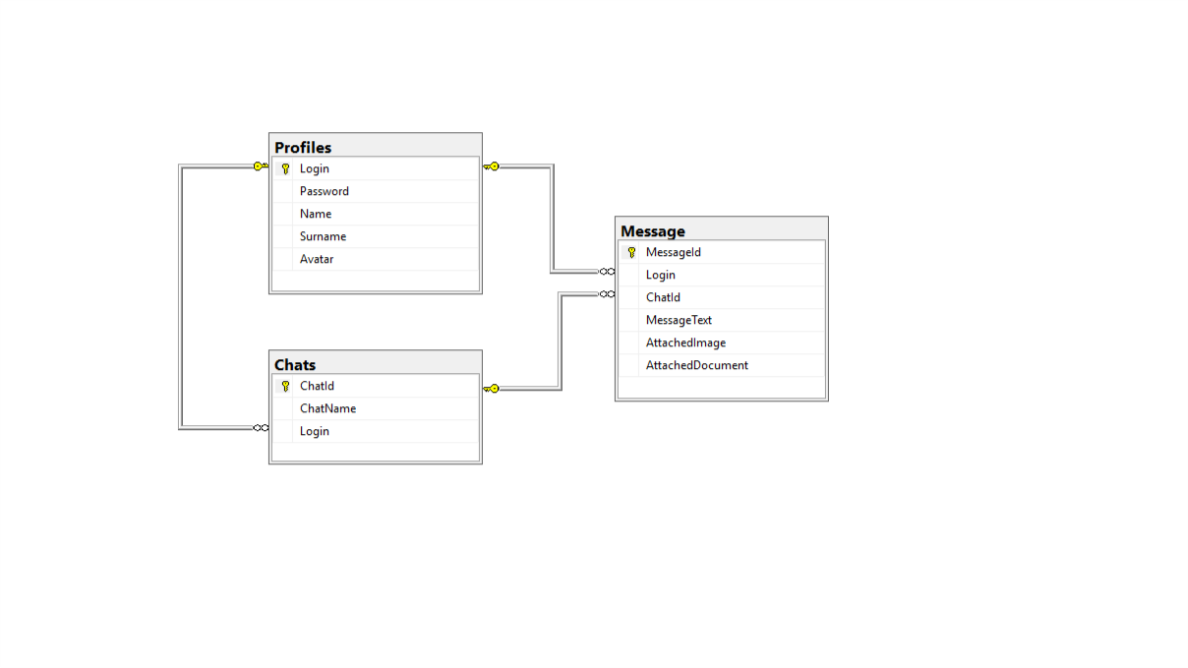 Profiles
Login
Password
Name
Surname
Avatar
Message
MessageId
Login
ChatId
MessageText
AttachedImage
AttachedDocument
Chats
ChatId
ChatName
Login